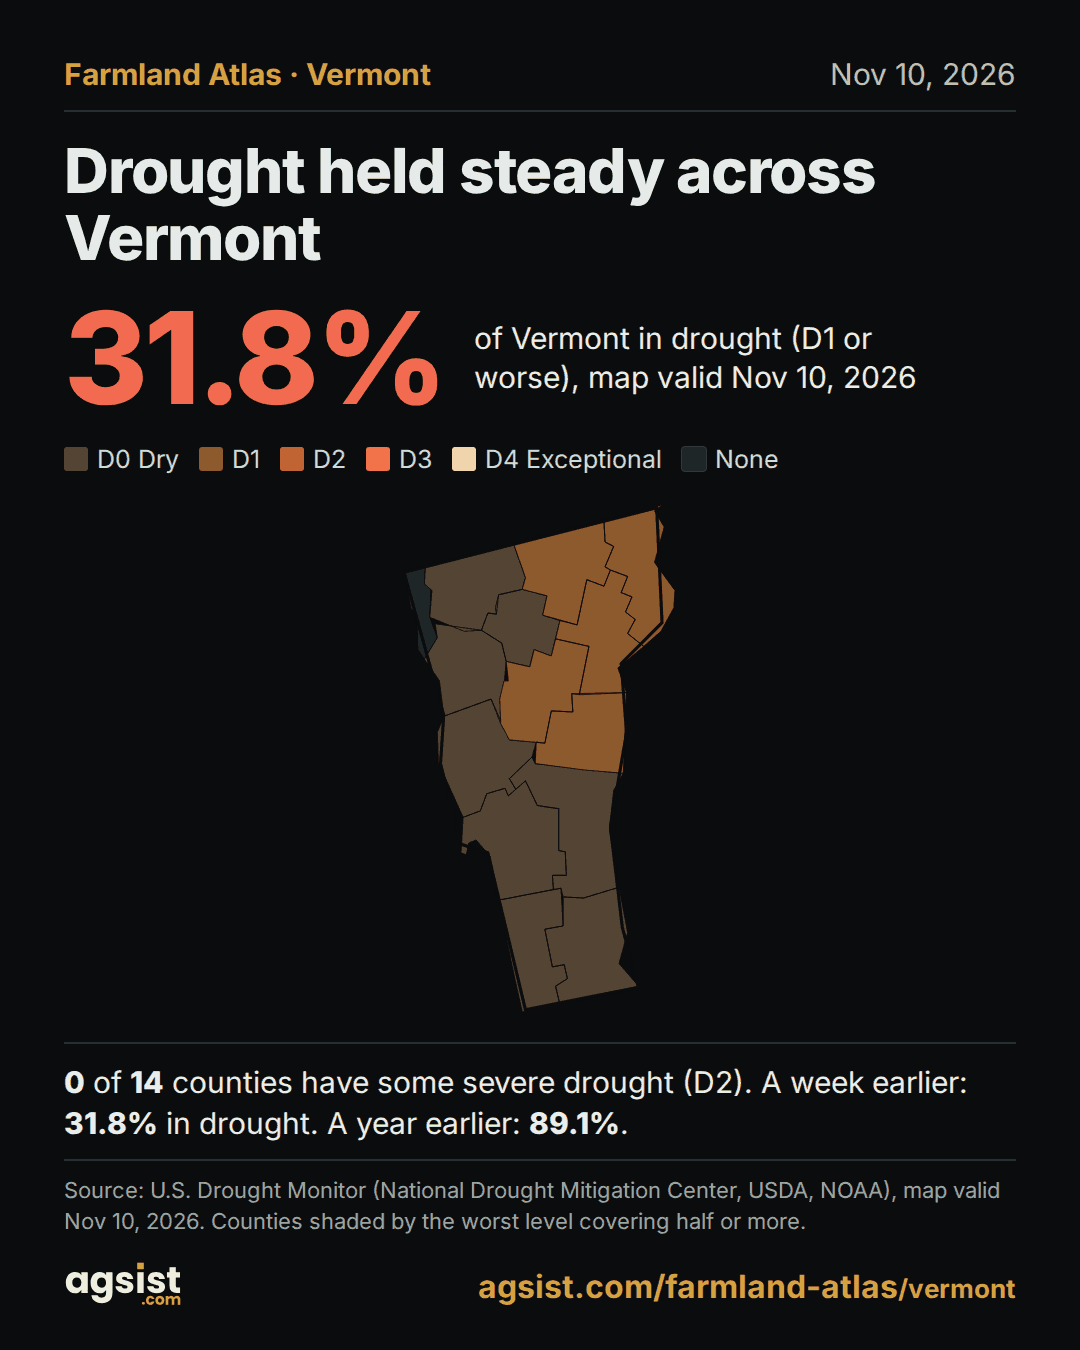 Farmland Atlas · Vermont
Nov 10, 2026
Drought held steady across
Vermont
31.8%
of Vermont in drought (D1 or
worse), map valid Nov 10, 2026
D0 Dry D1 D2 D3 D4 Exceptional None
0 of 14 counties have some severe drought (D2). A week earlier:
31.8% in drought. A year earlier: 89.1%.
Source: U.S. Drought Monitor (National Drought Mitigation Center, USDA, NOAA), map valid
Nov 10, 2026. Counties shaded by the worst level covering half or more.
agsist
.com
agsist.com/farmland-atlas/vermont